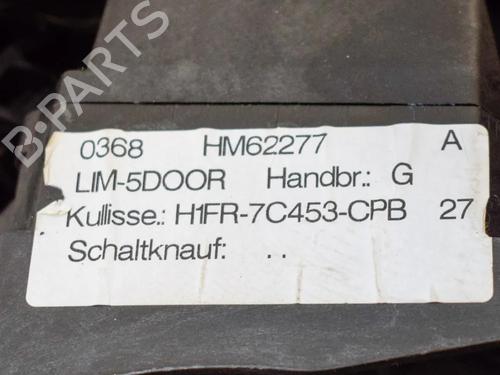 B-PARTS
0368 HM62277 A
LIM-5DOOR Handbr.: G
Kullisse.: H1FR-7C453-CPB 27
Schaltknauf: . .